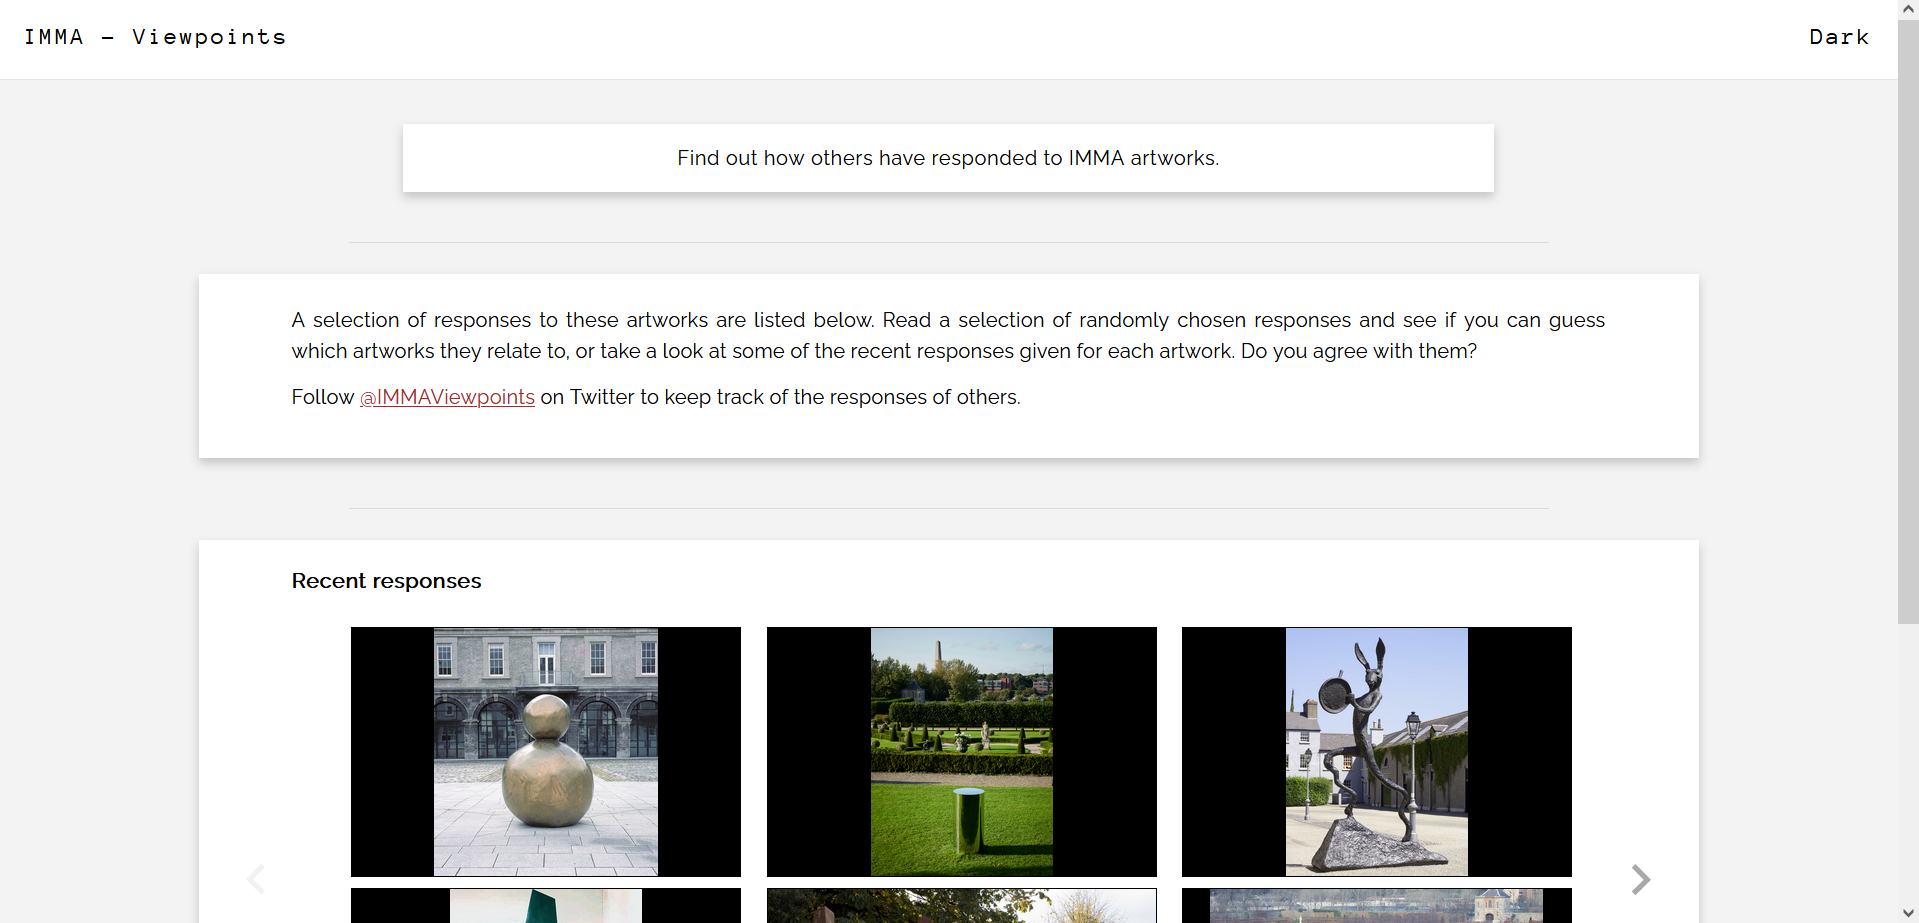 IMMA – Viewpoints
Dark
Find out how others have responded to IMMA artworks.
A selection of responses to these artworks are listed below. Read a selection of randomly chosen responses and see if you can guess
which artworks they relate to, or take a look at some of the recent responses given for each artwork. Do you agree with them?
Follow @IMMAViewpoints on Twitter to keep track of the responses of others.
Recent responses